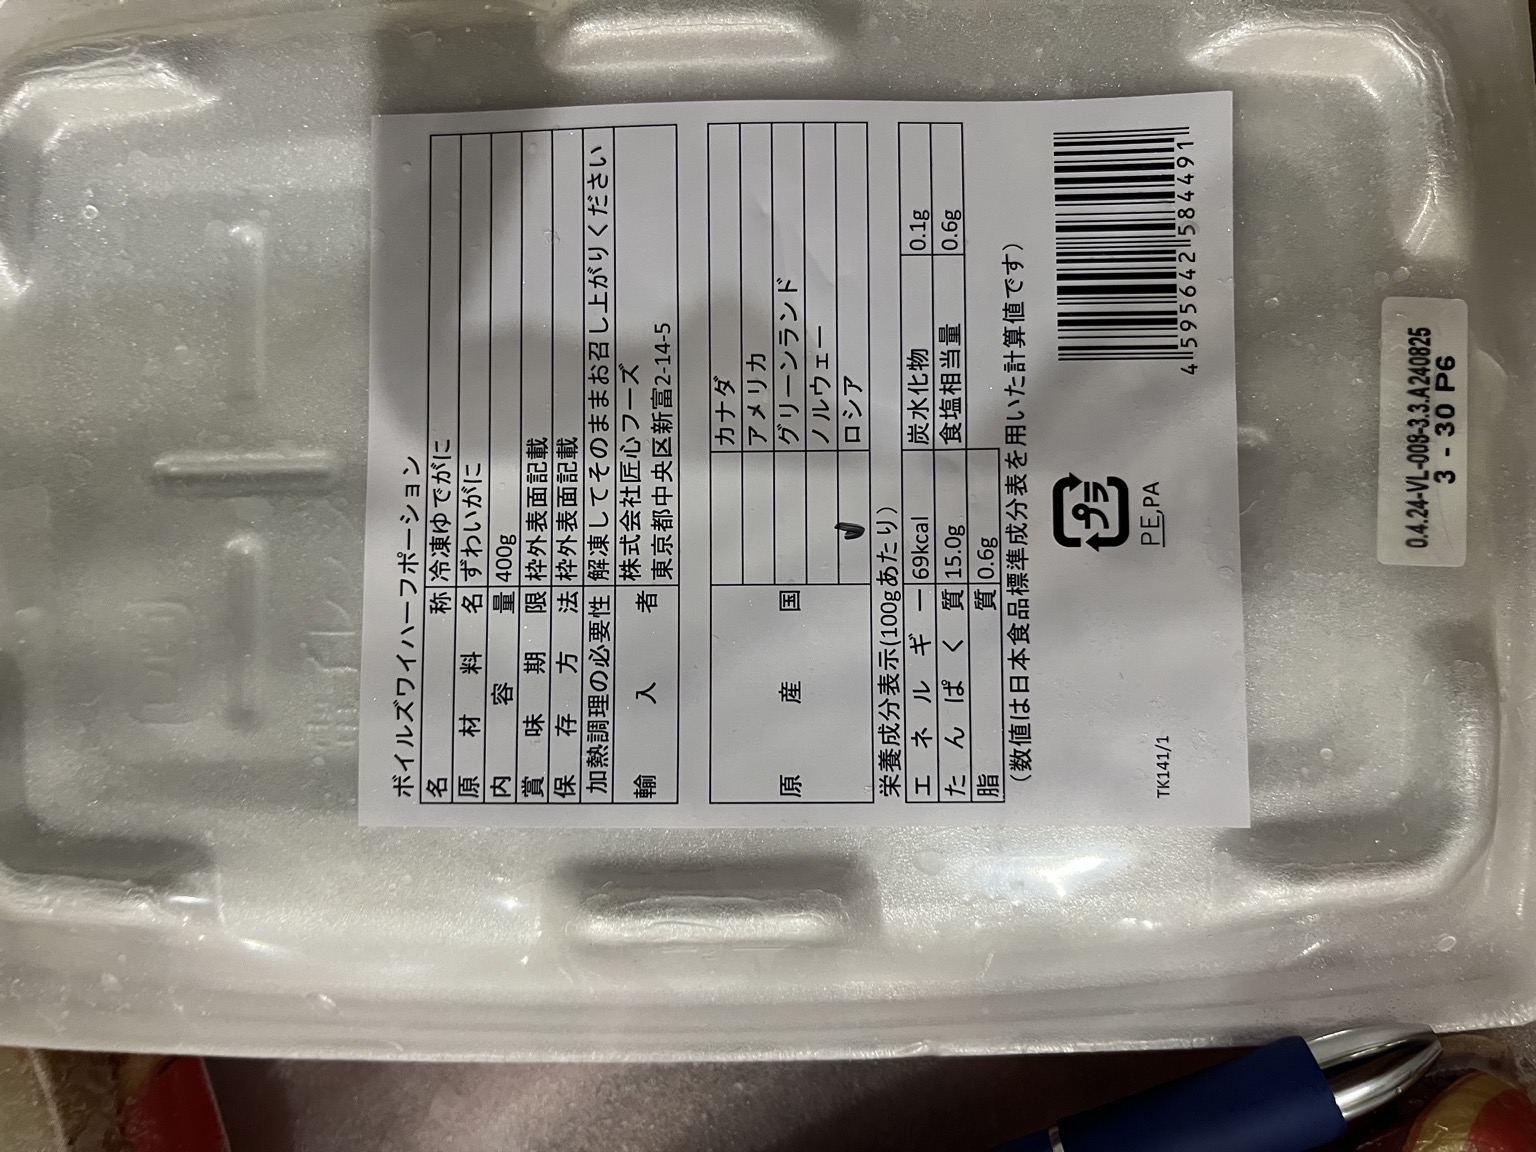 ボイルズワイハーフポーション
名称 冷凍ゆでがに
原材料名 ずわいがに
内容量 400g
賞味期限 枠外表面記載
保存方法 枠外表面記載
加熱調理の必要性 解凍してそのままお召し上がりください
輸入者 株式会社匠心フーズ
東京都中央区新富2-14-5
原産国
カナダ
アメリカ
グリーンランド
ノルウェー
ロシア
栄養成分表示(100gあたり)
エネルギー 69kcal 炭水化物 0.1g
たんぱく質 15.0g 食塩相当量 0.6g
脂質 0.6g
(数値は日本食品標準成分表を用いた計算値です)
プラ
PE,PA
4595642584491
TK141/1
0.4.24-VL-008-3.3.A240825
3 - 30 P6